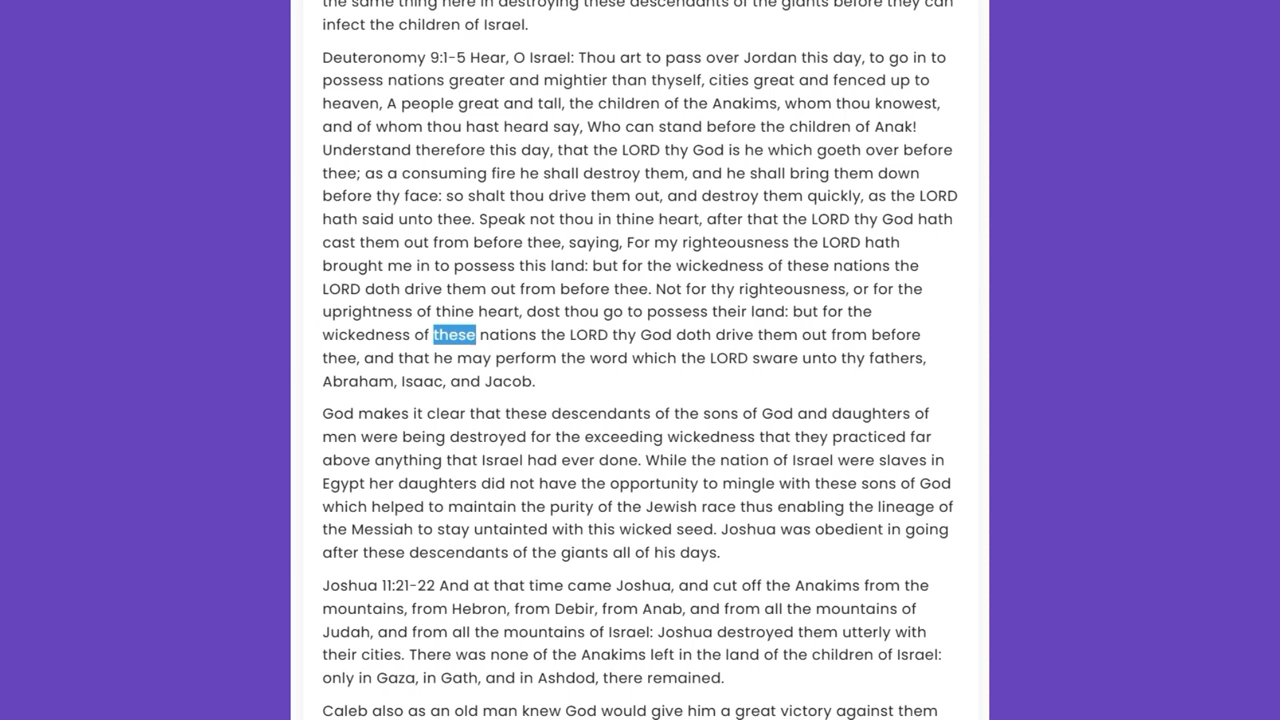 the same thing here in destroying these descendants of the giants before they can
infect the children of Israel.
Deuteronomy 9:1-5 Hear, O Israel: Thou art to pass over Jordan this day, to go in to
possess nations greater and mightier than thyself, cities great and fenced up to
heaven, A people great and tall, the children of the Anakims, whom thou knowest,
and of whom thou hast heard say, Who can stand before the children of Anak!
Understand therefore this day, that the LORD thy God is he which goeth over before
thee; as a consuming fire he shall destroy them, and he shall bring them down
before thy face: so shalt thou drive them out, and destroy them quickly, as the LORD
hath said unto thee. Speak not thou in thine heart, after that the LORD thy God hath
cast them out from before thee, saying, For my righteousness the LORD hath
brought me in to possess this land: but for the wickedness of these nations the
LORD doth drive them out from before thee. Not for thy righteousness, or for the
uprightness of thine heart, dost thou go to possess their land: but for the
wickedness of these nations the LORD thy God doth drive them out from before
thee, and that he may perform the word which the LORD sware unto thy fathers,
Abraham, Isaac, and Jacob.
God makes it clear that these descendants of the sons of God and daughters of
men were being destroyed for the exceeding wickedness that they practiced far
above anything that Israel had ever done. While the nation of Israel were slaves in
Egypt her daughters did not have the opportunity to mingle with these sons of God
which helped to maintain the purity of the Jewish race thus enabling the lineage of
the Messiah to stay untainted with this wicked seed. Joshua was obedient in going
after these descendants of the giants all of his days.
Joshua 11:21-22 And at that time came Joshua, and cut off the Anakims from the
mountains, from Hebron, from Debir, from Anab, and from all the mountains of
Judah, and from all the mountains of Israel: Joshua destroyed them utterly with
their cities. There was none of the Anakims left in the land of the children of Israel:
only in Gaza, in Gath, and in Ashdod, there remained.
Caleb also as an old man knew God would give him a great victory against them